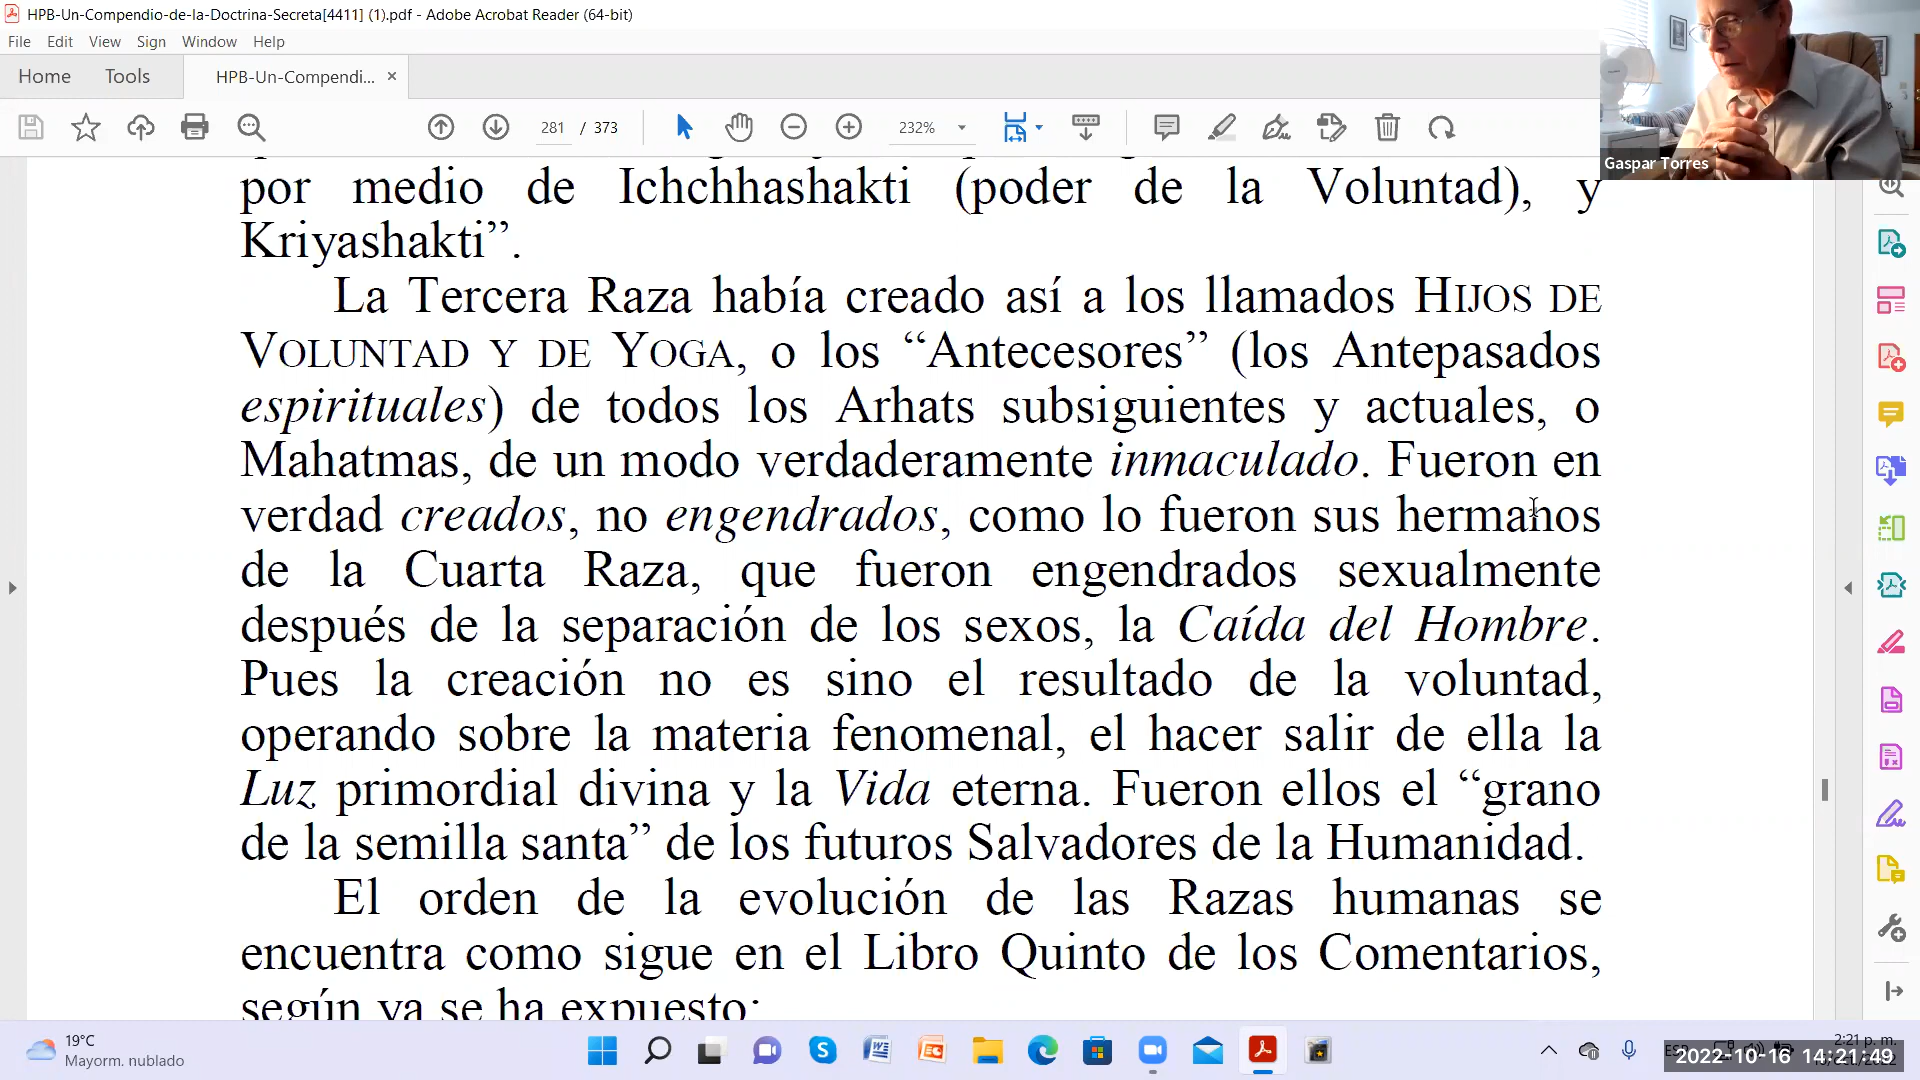 HPB-Un-Compendio-de-la-Doctrina-Secreta[4411] (1).pdf - Adobe Acrobat Reader (64-bit)
File Edit View Sign Window Help
Home Tools HPB-Un-Compendi... ×
281 / 373 232%
Gaspar Torres
por medio de Ichchhashakti (poder de la Voluntad), y
Kriyashakti”.
La Tercera Raza había creado así a los llamados HIJOS DE
VOLUNTAD Y DE YOGA, o los “Antecesores” (los Antepasados
espirituales) de todos los Arhats subsiguientes y actuales, o
Mahatmas, de un modo verdaderamente inmaculado. Fueron en
verdad creados, no engendrados, como lo fueron sus hermanos
de la Cuarta Raza, que fueron engendrados sexualmente
después de la separación de los sexos, la Caída del Hombre.
Pues la creación no es sino el resultado de la voluntad,
operando sobre la materia fenomenal, el hacer salir de ella la
Luz primordial divina y la Vida eterna. Fueron ellos el “grano
de la semilla santa” de los futuros Salvadores de la Humanidad.
El orden de la evolución de las Razas humanas se
encuentra como sigue en el Libro Quinto de los Comentarios,
según ya se ha expuesto:
19°C
Mayorm. nublado
2:21 p. m.
2022-10-16 14:21:49